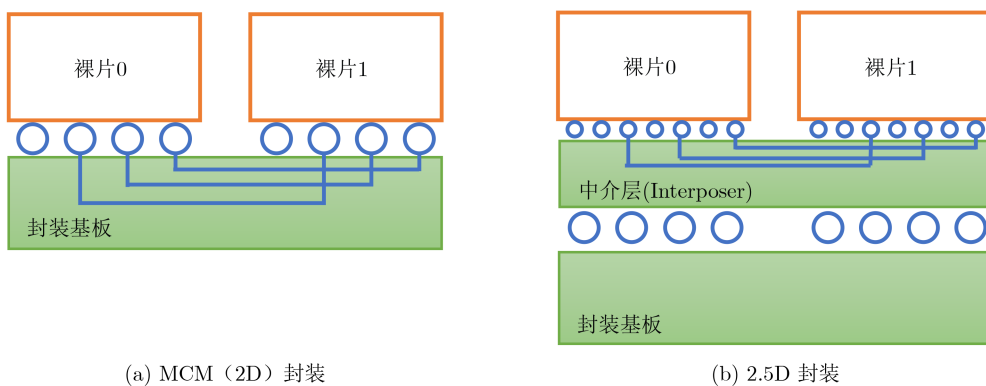 裸片0
裸片1
封装基板
(a) MCM（2D）封装
裸片0
裸片1
中介层(Interposer)
封装基板
(b) 2.5D 封装